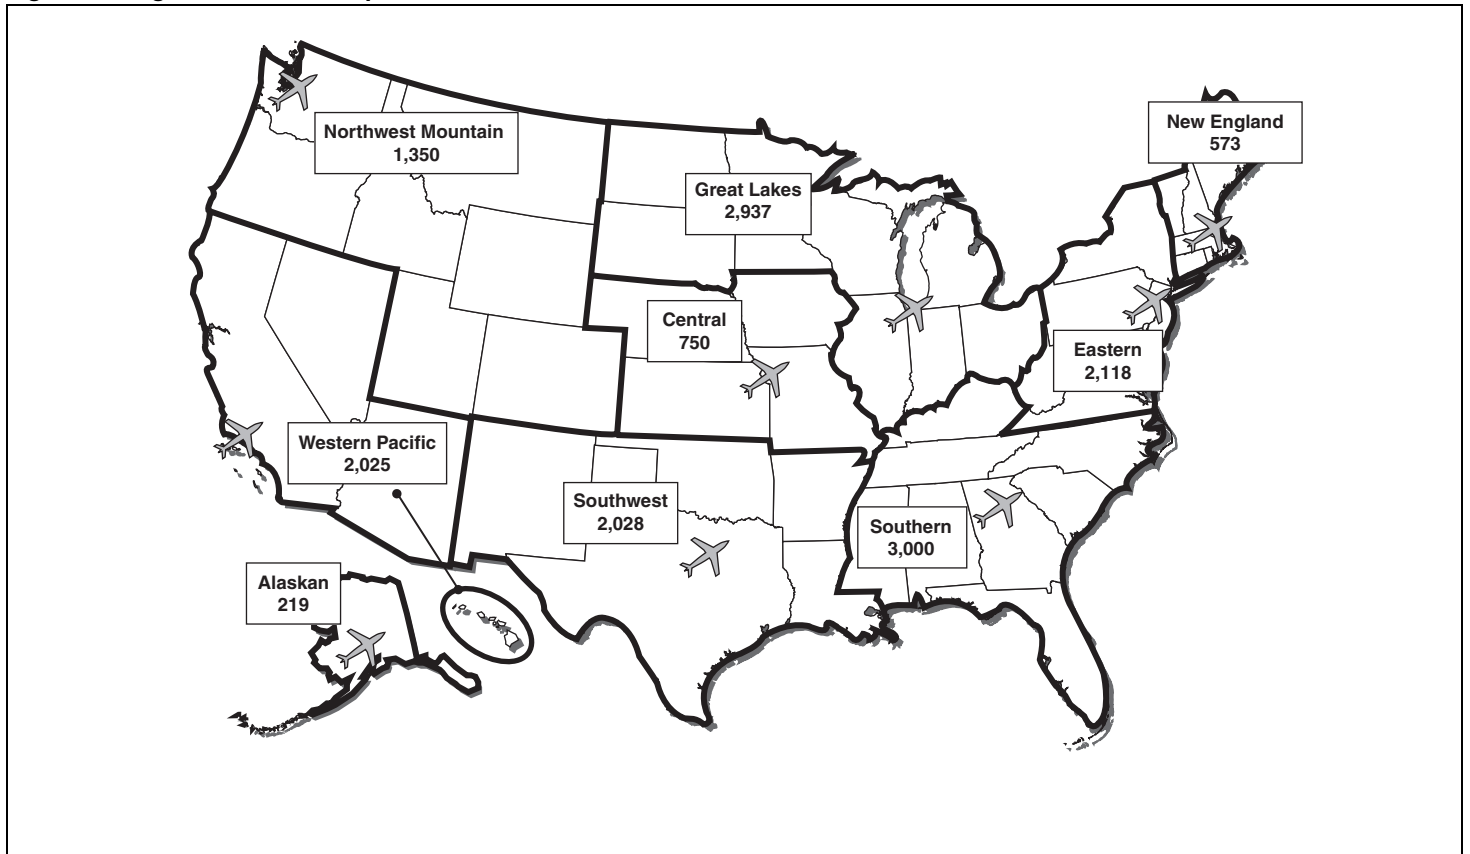 New England
573
Northwest Mountain
1,350
Great Lakes
2,937
Central
750
Eastern
2,118
Western Pacific
2,025
Southwest
2,028
Southern
3,000
Alaskan
219